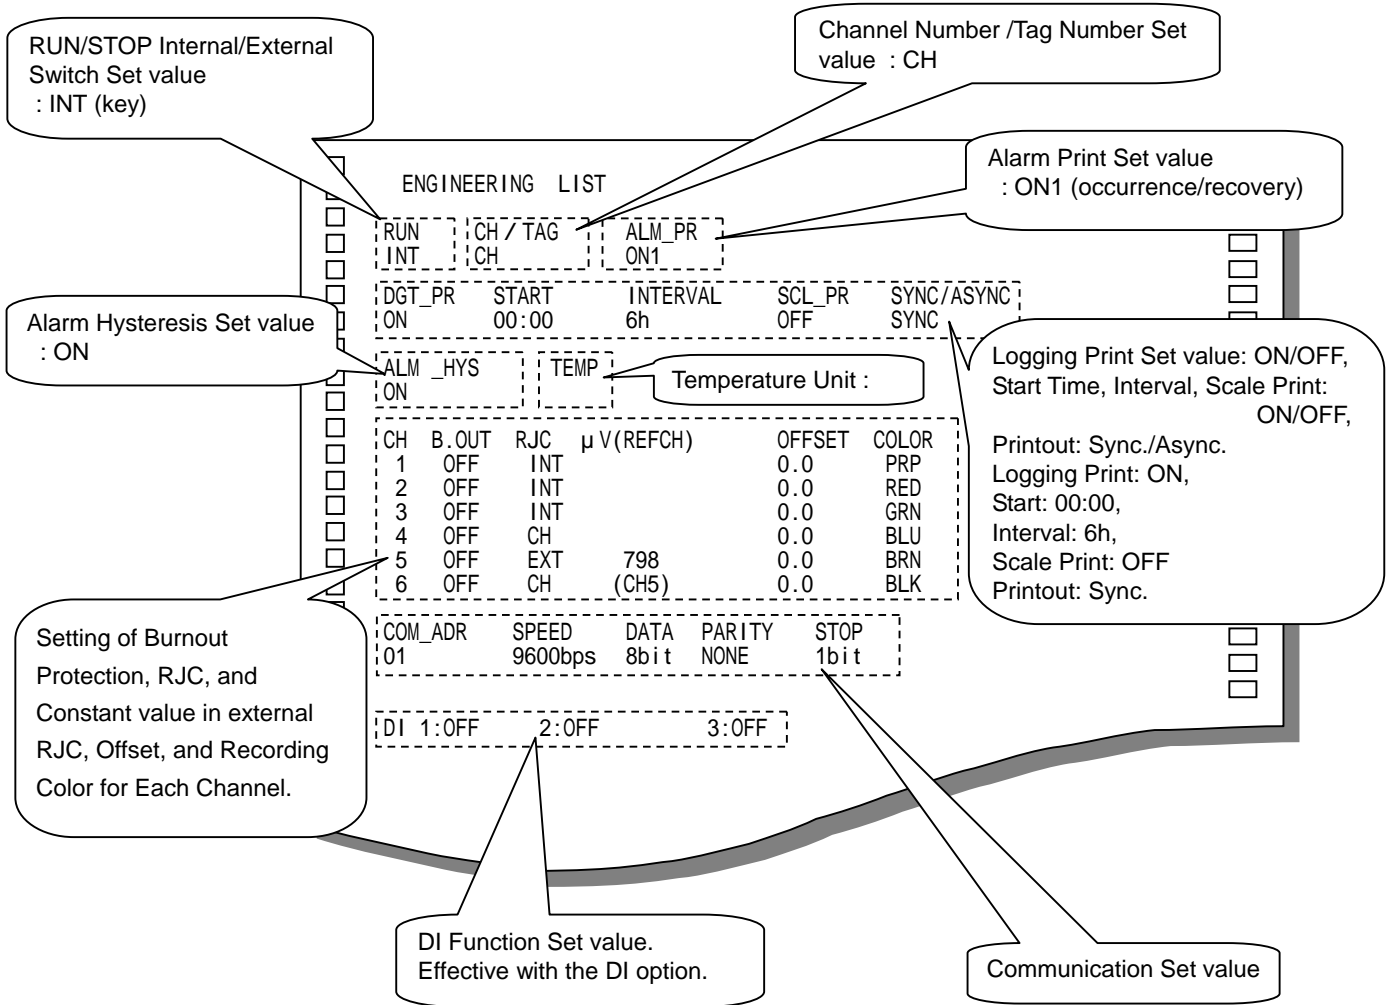 RUN/STOP Internal/External
Switch Set value
: INT (key)
Channel Number /Tag Number Set
value : CH
Alarm Print Set value
: ON1 (occurrence/recovery)
ENGINEERING LIST
RUN CH / TAG ALM_PR
INT CH ON1
DGT_PR START INTERVAL SCL_PR SYNC/ASYNC
ON 00:00 6h OFF SYNC
Alarm Hysteresis Set value
: ON
ALM _HYS TEMP
ON
Temperature Unit :
Logging Print Set value: ON/OFF,
Start Time, Interval, Scale Print:
ON/OFF,
Printout: Sync./Async.
Logging Print: ON,
Start: 00:00,
Interval: 6h,
Scale Print: OFF
Printout: Sync.
CH B.OUT RJC μV(REFCH) OFFSET COLOR
1 OFF INT 0.0 PRP
2 OFF INT 0.0 RED
3 OFF INT 0.0 GRN
4 OFF CH 0.0 BLU
5 OFF EXT 798 0.0 BRN
6 OFF CH (CH5) 0.0 BLK
Setting of Burnout
Protection, RJC, and
Constant value in external
RJC, Offset, and Recording
Color for Each Channel.
COM_ADR SPEED DATA PARITY STOP
01 9600bps 8bit NONE 1bit
DI 1:OFF 2:OFF 3:OFF
DI Function Set value.
Effective with the DI option.
Communication Set value